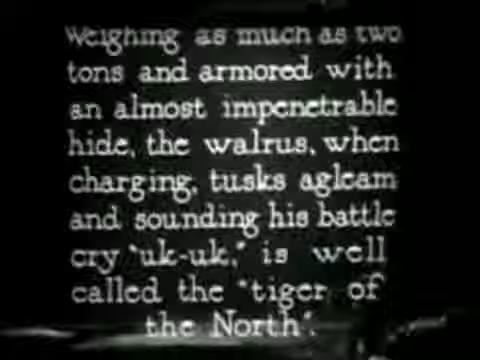 Weighing as much as two
tons and armored with
an almost impenetrable
hide, the walrus, when
charging, tusks agleam
and sounding his battle
cry "uk-uk," is well
called the "tiger of
the North".